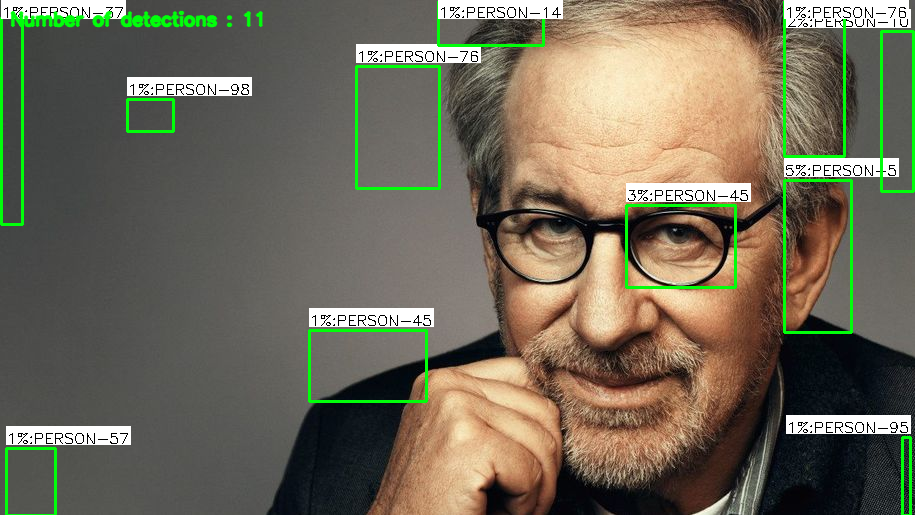 1%:PERSON-37
Number of detections : 11
1%:PERSON-14
1%:PERSON-76
2%:PERSON-10
1%:PERSON-76
1%:PERSON-98
5%:PERSON-5
3%:PERSON-45
1%:PERSON-45
1%:PERSON-57
1%:PERSON-95